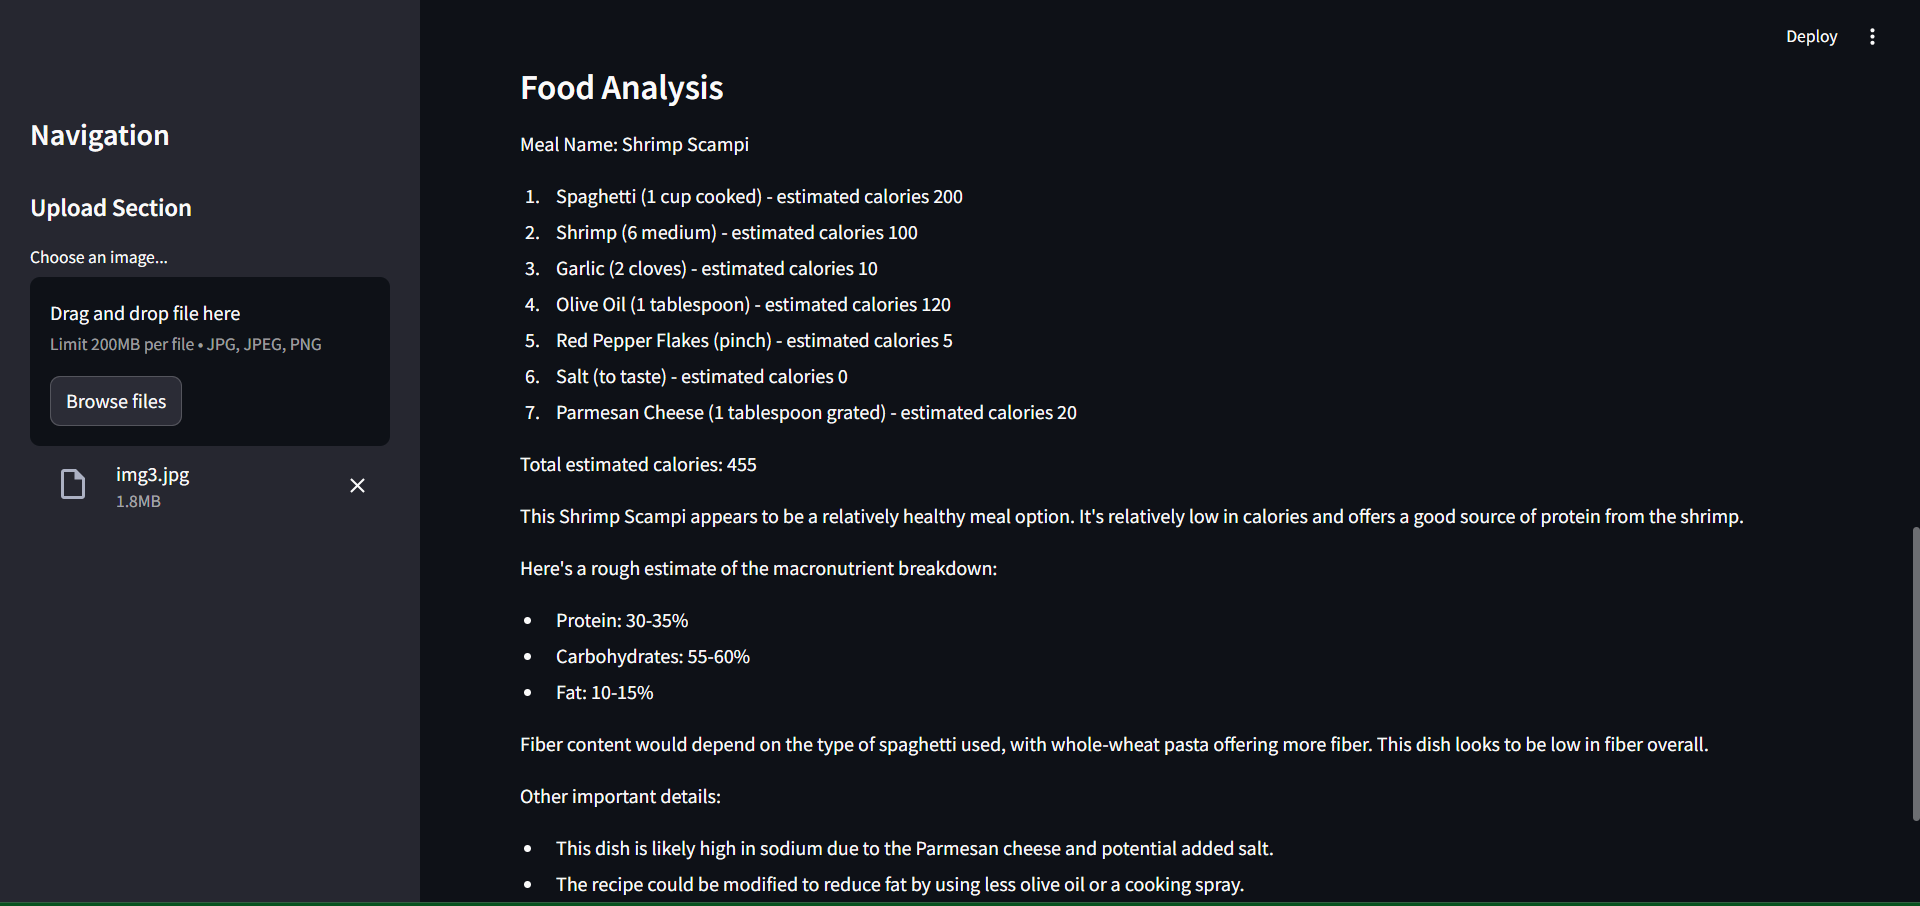 Deploy
Navigation
Upload Section
Choose an image...
Drag and drop file here
Limit 200MB per file • JPG, JPEG, PNG
Browse files
img3.jpg
1.8MB
Food Analysis
Meal Name: Shrimp Scampi
1. Spaghetti (1 cup cooked) - estimated calories 200
2. Shrimp (6 medium) - estimated calories 100
3. Garlic (2 cloves) - estimated calories 10
4. Olive Oil (1 tablespoon) - estimated calories 120
5. Red Pepper Flakes (pinch) - estimated calories 5
6. Salt (to taste) - estimated calories 0
7. Parmesan Cheese (1 tablespoon grated) - estimated calories 20
Total estimated calories: 455
This Shrimp Scampi appears to be a relatively healthy meal option. It's relatively low in calories and offers a good source of protein from the shrimp.
Here's a rough estimate of the macronutrient breakdown:
• Protein: 30-35%
• Carbohydrates: 55-60%
• Fat: 10-15%
Fiber content would depend on the type of spaghetti used, with whole-wheat pasta offering more fiber. This dish looks to be low in fiber overall.
Other important details:
• This dish is likely high in sodium due to the Parmesan cheese and potential added salt.
• The recipe could be modified to reduce fat by using less olive oil or a cooking spray.